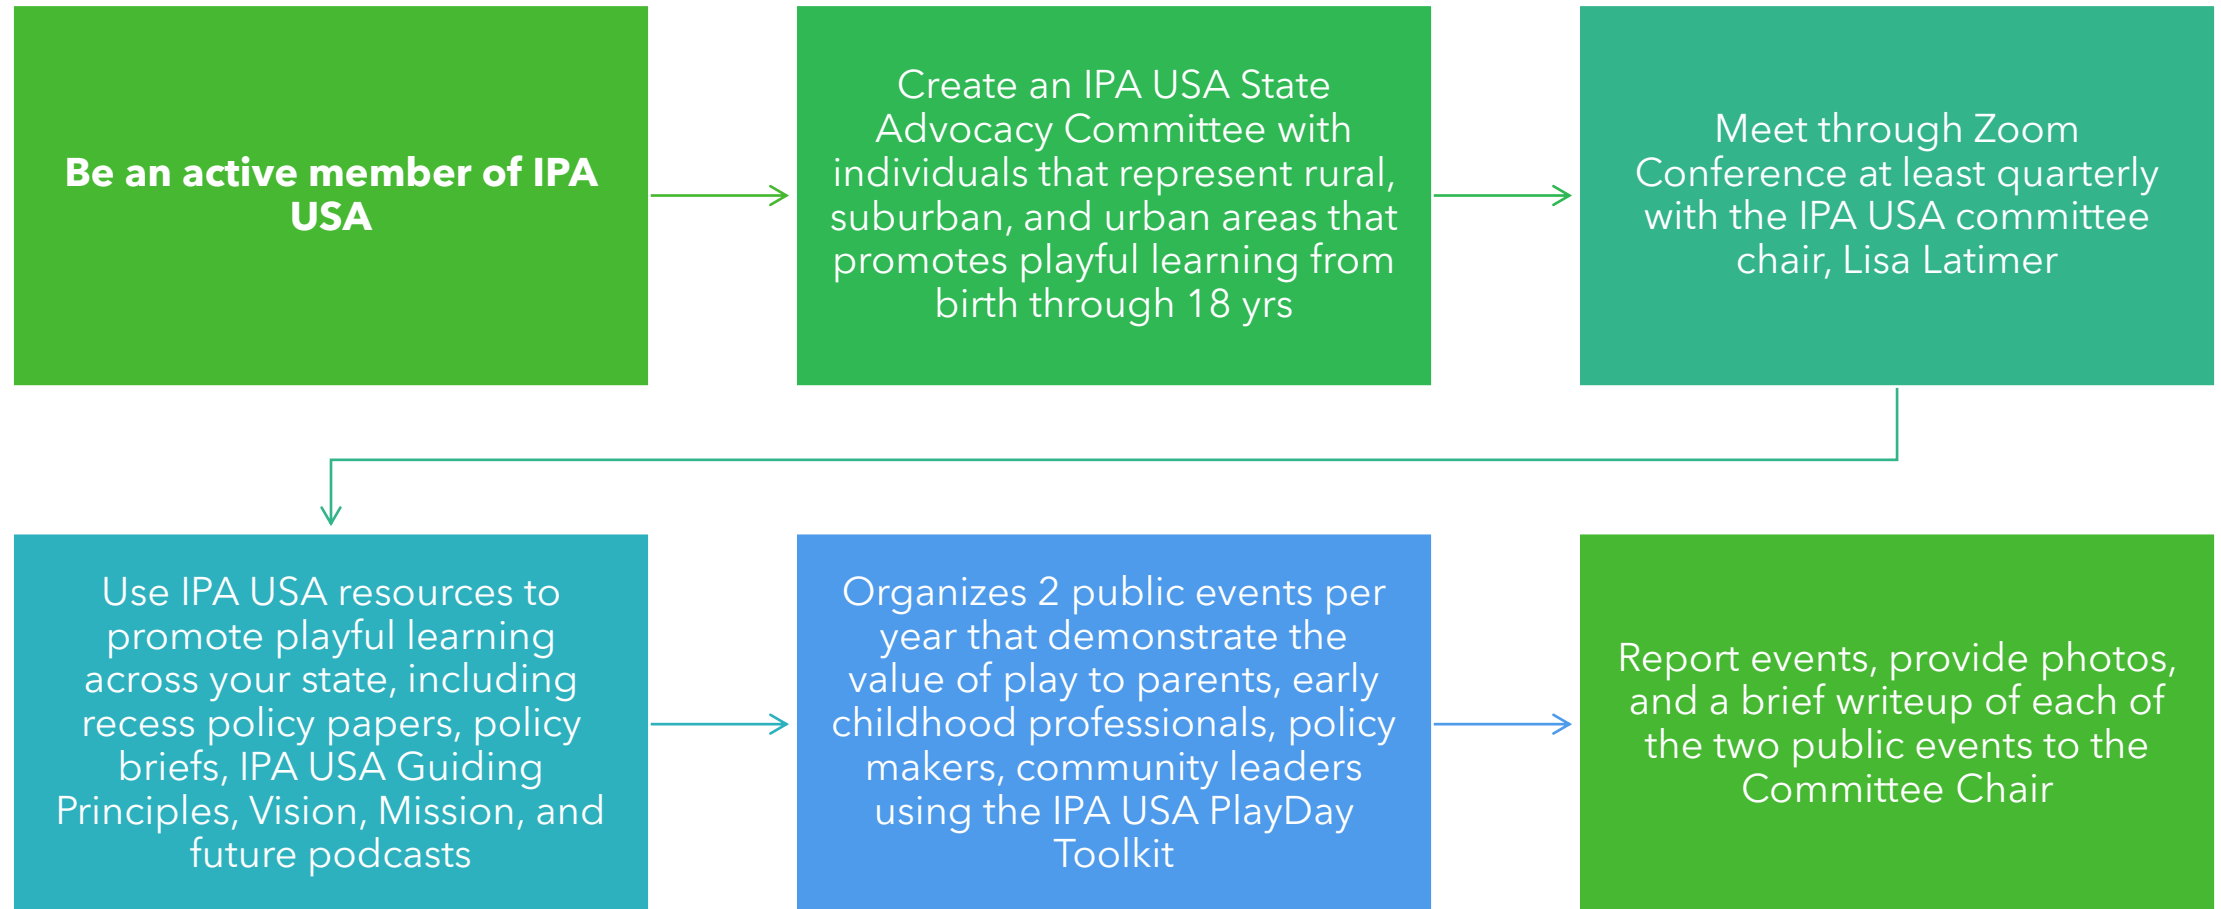 Be an active member of IPA
USA
Create an IPA USA State
Advocacy Committee with
individuals that represent rural,
suburban, and urban areas that
promotes playful learning from
birth through 18 yrs
Meet through Zoom
Conference at least quarterly
with the IPA USA committee
chair, Lisa Latimer
Use IPA USA resources to
promote playful learning
across your state, including
recess policy papers, policy
briefs, IPA USA Guiding
Principles, Vision, Mission, and
future podcasts
Organizes 2 public events per
year that demonstrate the
value of play to parents, early
childhood professionals, policy
makers, community leaders
using the IPA USA PlayDay
Toolkit
Report events, provide photos,
and a brief writeup of each of
the two public events to the
Committee Chair